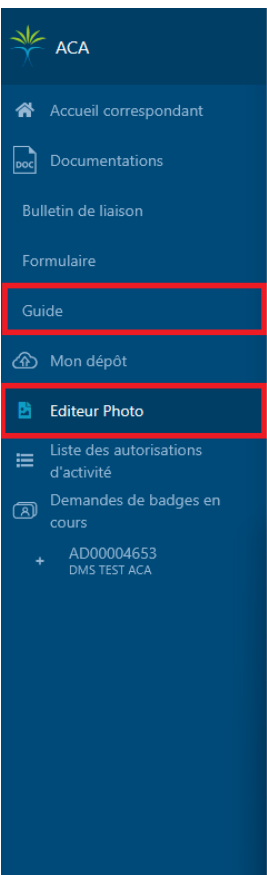 ACA
Accueil correspondant
DOC
Documentations
Bulletin de liaison
Formulaire
Guide
Mon dépôt
Editeur Photo
Liste des autorisations
d'activité
Demandes de badges en
cours
+ AD00004653
DMS TEST ACA